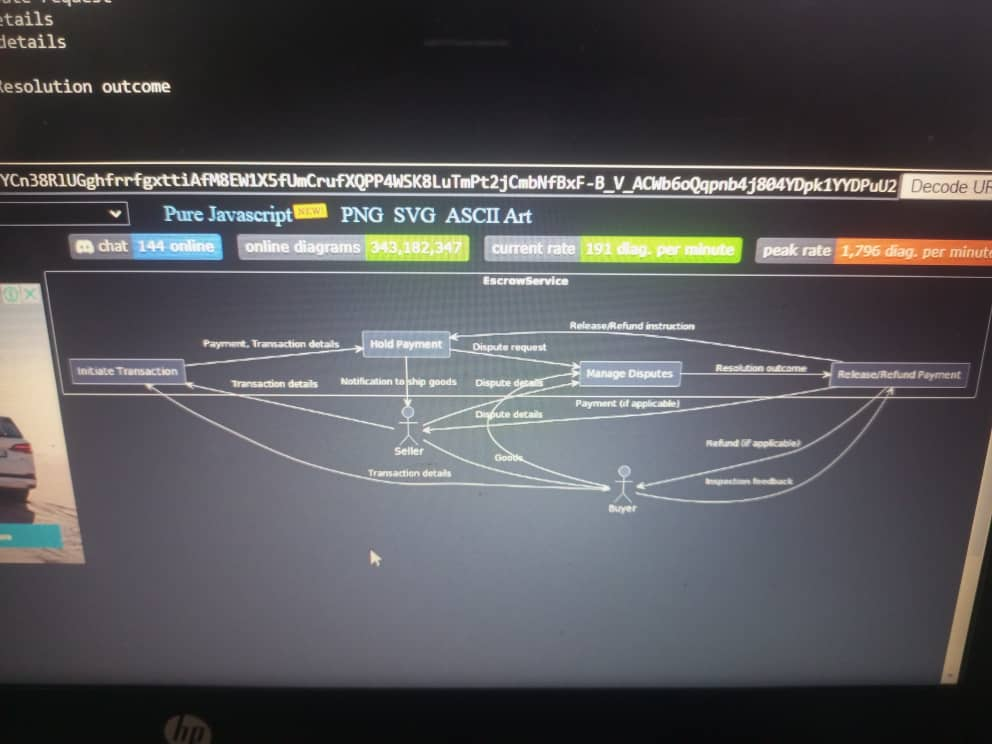 etails
details
Resolution outcome
YCn38RlUGghfrrfgxttiAfM8EW1X5fUmCrufXQPP4WSK8LuTmPt2jCmbNfBxF-B_V_ACWb6oQqpnb4j804YDpk1YYDPuU2 Decode UR
Pure Javascript NEW! PNG SVG ASCII Art
chat 144 online online diagrams 343,182,347 current rate 191 diag. per minute peak rate 1,796 diag. per minute
EscrowService
Release/Refund instruction
Payment, Transaction details Hold Payment Dispute request
Initiate Transaction Manage Disputes Resolution outcome Release/Refund Payment
Transaction details Notification to ship goods Dispute details
Payment (if applicable)
Dispute details
Seller
Refund (if applicable)
Goods
Transaction details
Inspection feedback
Buyer
hp